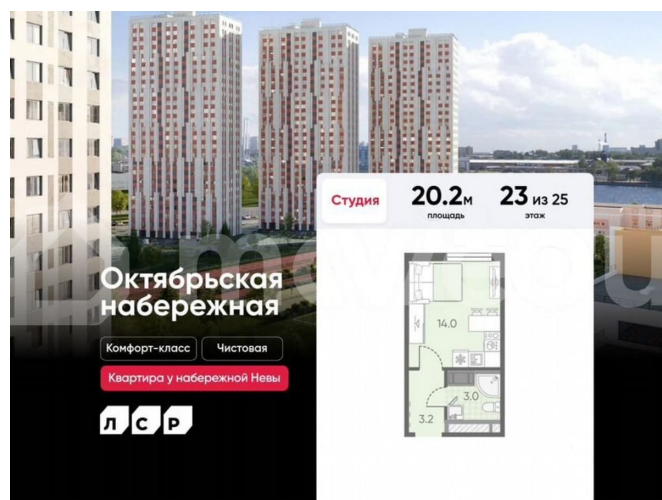 Студия
20.2м
площадь
23 из 25
этаж
Октябрьская
набережная
Комфорт-класс
Чистовая
Квартира у набережной Невы
ЛСР
14.0
3.0
3.2